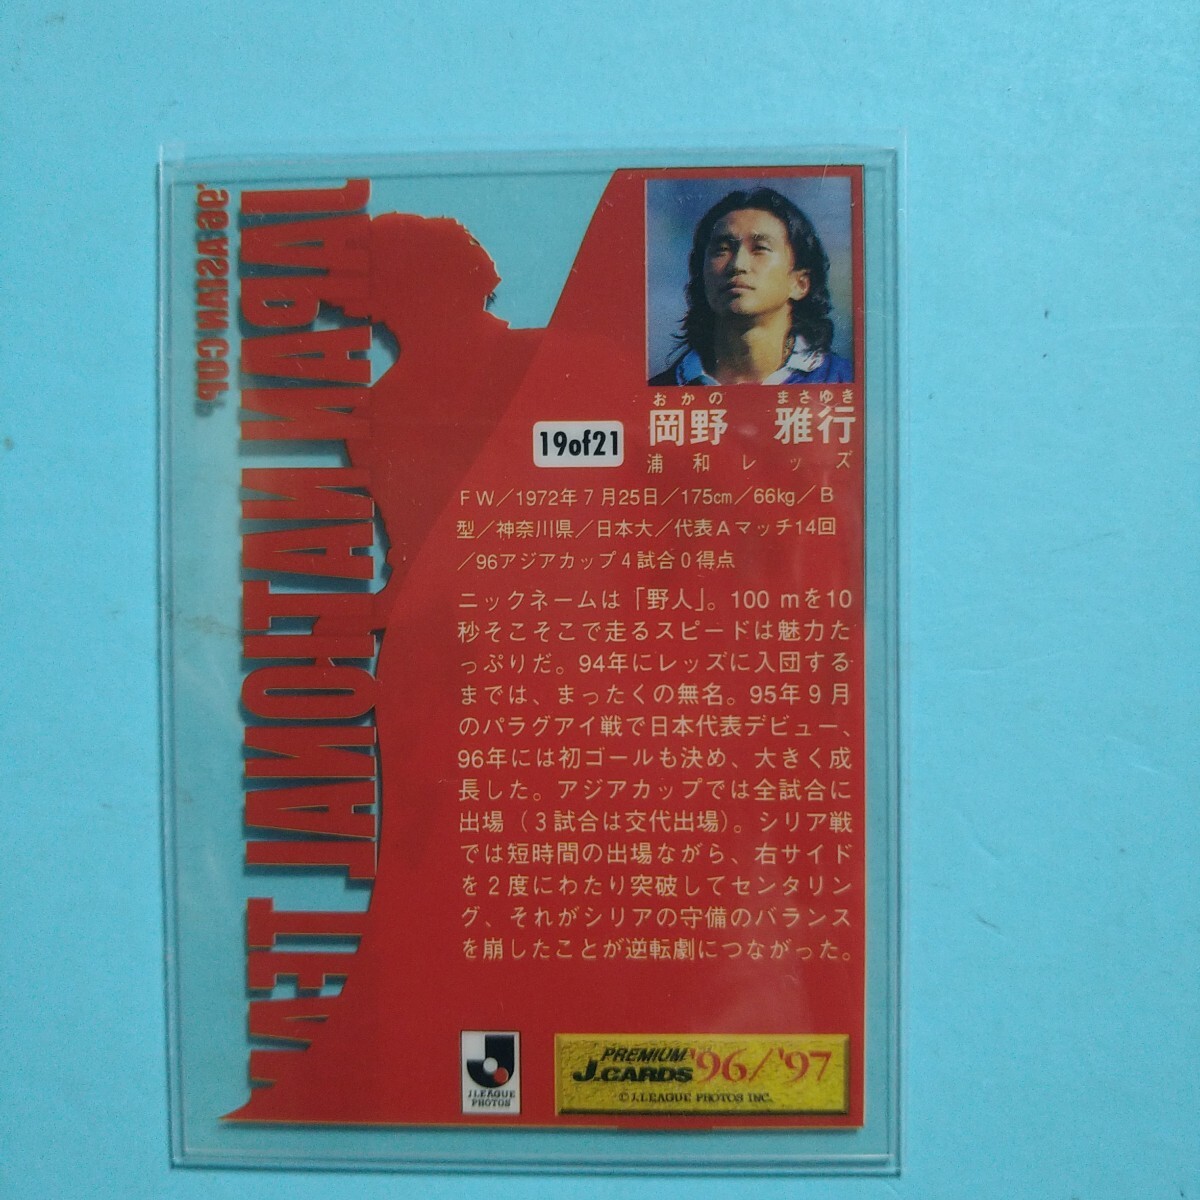 '96 ASIAN CUP
JAPAN NATIONAL TEAM
おかの まさゆき
岡野 雅行
19of21
浦和レッズ
FW／1972年7月25日／175cm／66kg／B
型／神奈川県／日本大／代表Aマッチ14回
／96アジアカップ4試合0得点
ニックネームは「野人」。100 mを10
秒そこそこで走るスピードは魅力た
っぷりだ。94年にレッズに入団する
までは、まったくの無名。95年9月
のパラグアイ戦で日本代表デビュー、
96年には初ゴールも決め、大きく成
長した。アジアカップでは全試合に
出場（3試合は交代出場）。シリア戦
では短時間の出場ながら、右サイド
を2度にわたり突破してセンタリン
グ、それがシリアの守備のバランス
を崩したことが逆転劇につながった。
J.LEAGUE
PHOTOS
PREMIUM
J.CARDS '96/'97
© J.LEAGUE PHOTOS INC.